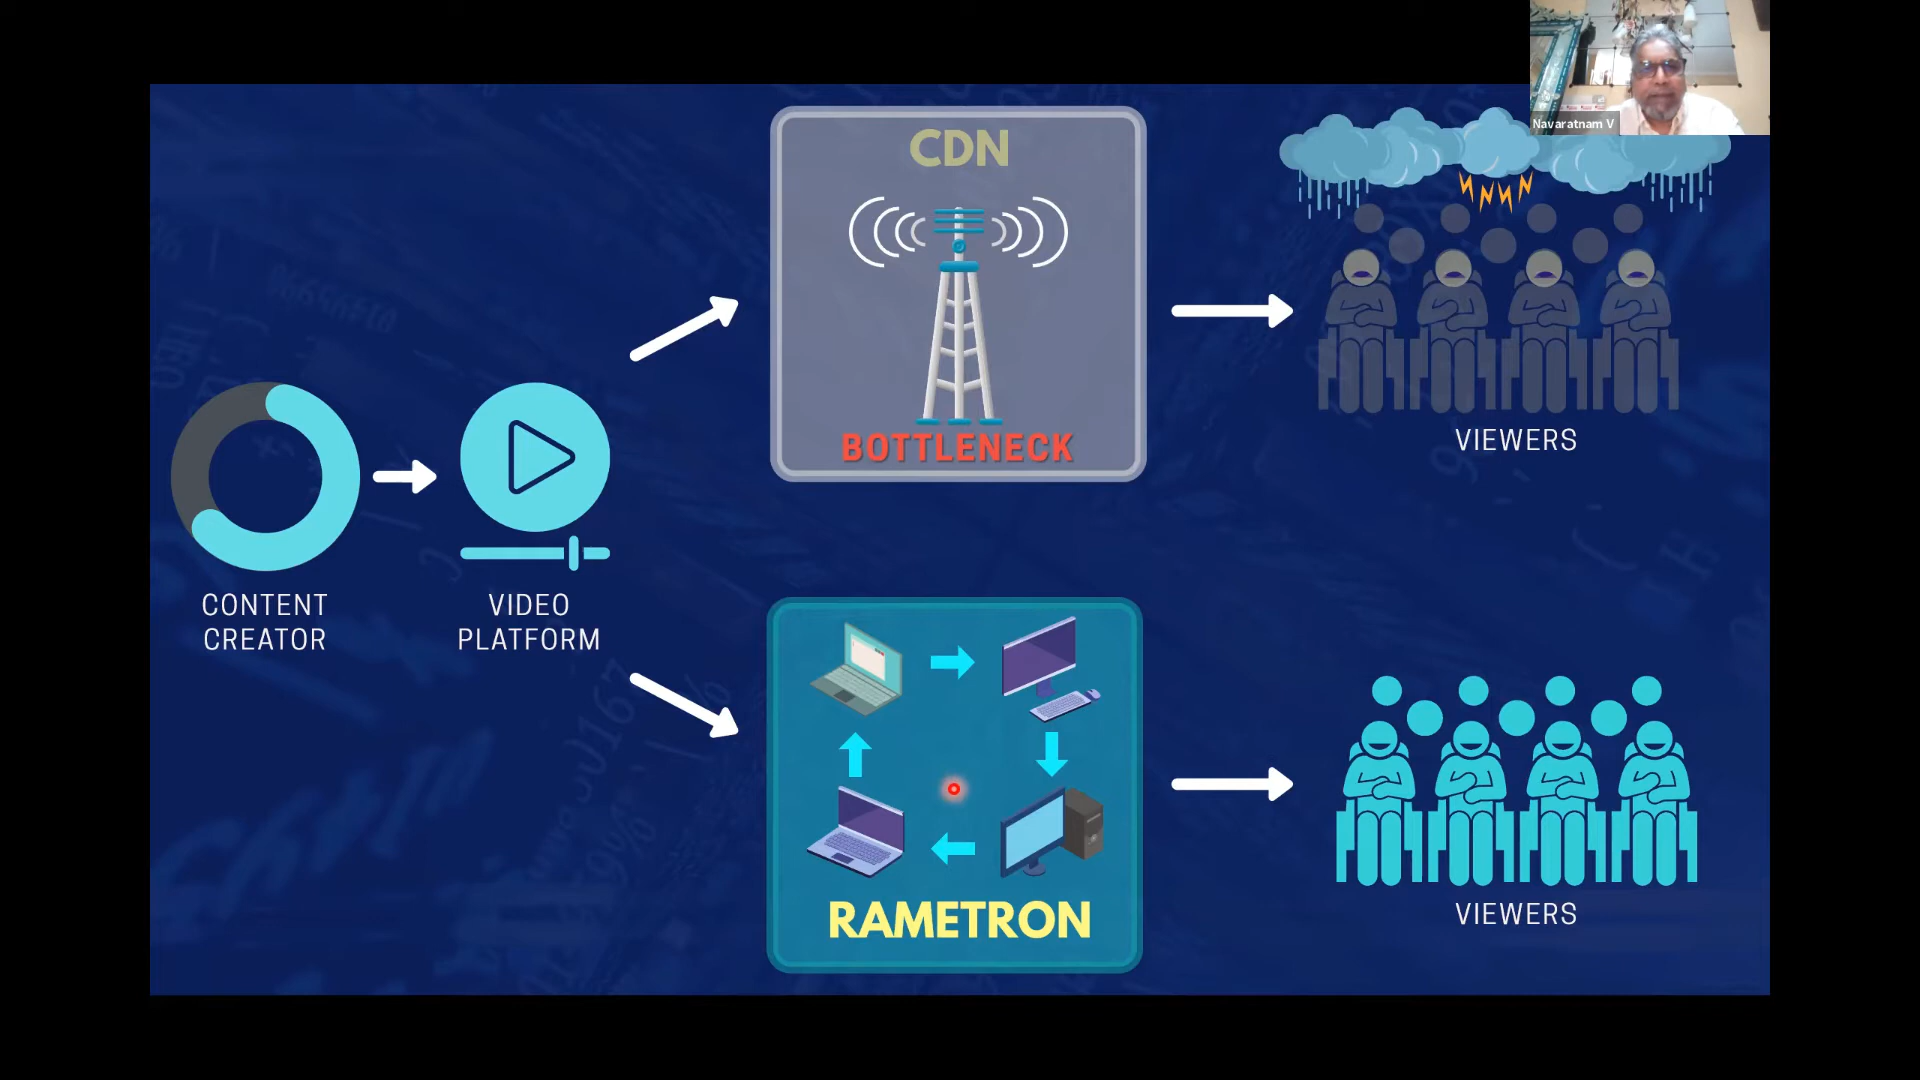 Navaratnam V
CDN
BOTTLENECK
VIEWERS
CONTENT
CREATOR
VIDEO
PLATFORM
RAMETRON
VIEWERS